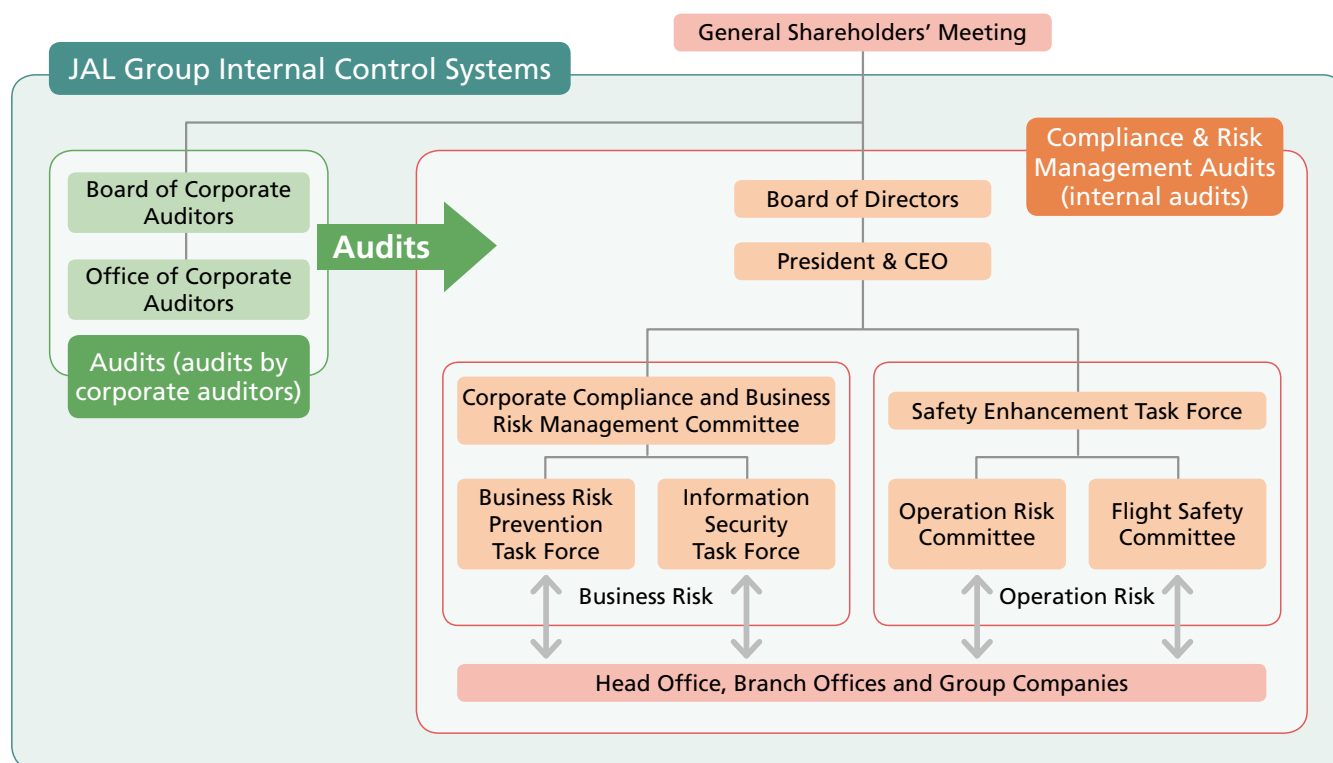 General Shareholders' Meeting
JAL Group Internal Control Systems
Compliance & Risk
Management Audits
(internal audits)
Board of Corporate
Auditors
Office of Corporate
Auditors
Audits (audits by
corporate auditors)
Audits
Board of Directors
President & CEO
Corporate Compliance and Business
Risk Management Committee
Business Risk
Prevention
Task Force
Information
Security
Task Force
Business Risk
Safety Enhancement Task Force
Operation Risk
Committee
Flight Safety
Committee
Operation Risk
Head Office, Branch Offices and Group Companies